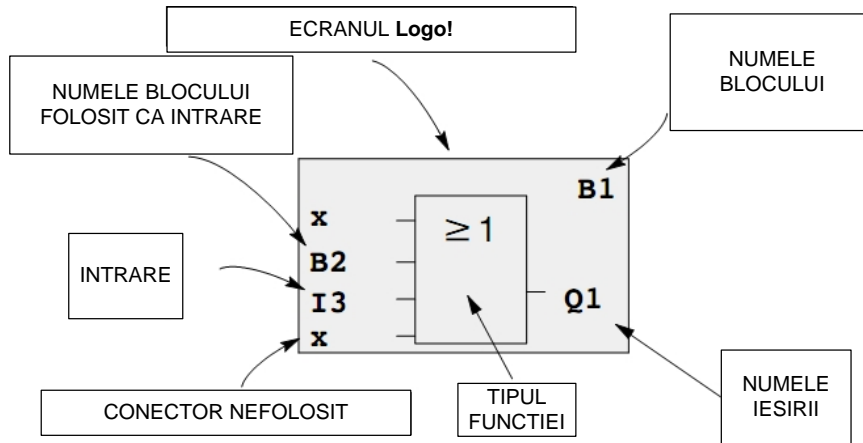 ECRANUL Logo!
NUMELE BLOCULUI
FOLOSIT CA INTRARE
NUMELE
BLOCULUI
B1
x
≥ 1
B2
INTRARE
I3
Q1
x
CONECTOR NEFOLOSIT
TIPUL
FUNCTIEI
NUMELE
IESIRII